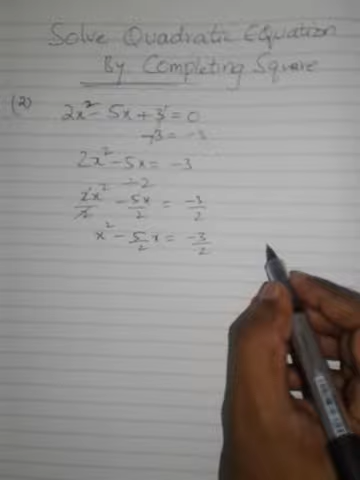 Solve Quadratic Equation
By Completing Square
(2)
2x² - 5x + 3 = 0
-3 = -3
2x² - 5x = -3
÷2
2x²/2 - 5x/2 = -3/2
x² - 5/2 x = -3/2